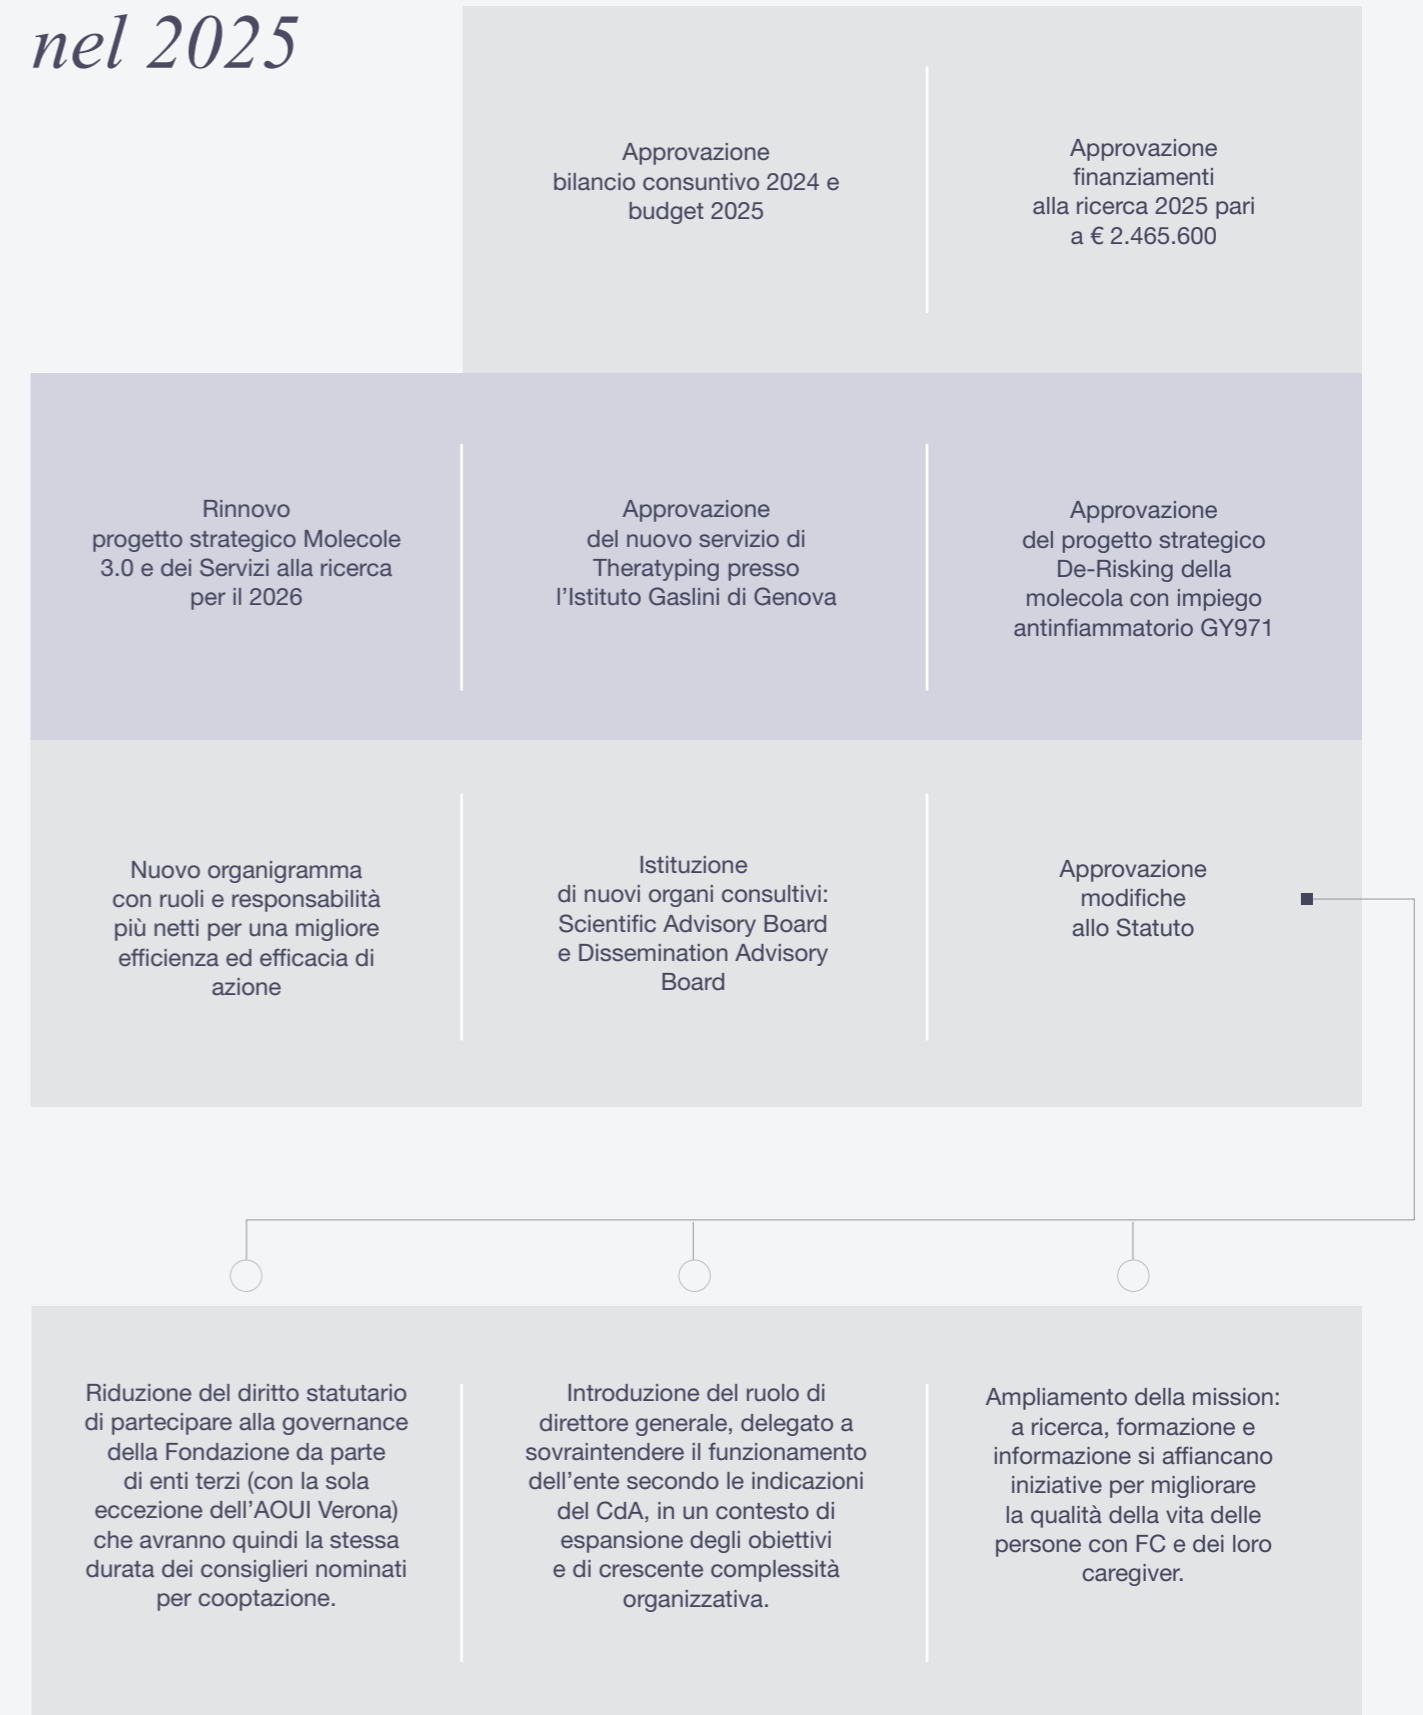 nel 2025
Approvazione
bilancio consuntivo 2024 e
budget 2025
Approvazione
finanziamenti
alla ricerca 2025 pari
a € 2.465.600
Rinnovo
progetto strategico Molecole
3.0 e dei Servizi alla ricerca
per il 2026
Approvazione
del nuovo servizio di
Theratyping presso
l’Istituto Gaslini di Genova
Approvazione
del progetto strategico
De-Risking della
molecola con impiego
antinfiammatorio GY971
Nuovo organigramma
con ruoli e responsabilità
più netti per una migliore
efficienza ed efficacia di
azione
Istituzione
di nuovi organi consultivi:
Scientific Advisory Board
e Dissemination Advisory
Board
Approvazione
modifiche
allo Statuto
Riduzione del diritto statutario
di partecipare alla governance
della Fondazione da parte
di enti terzi (con la sola
eccezione dell’AOUI Verona)
che avranno quindi la stessa
durata dei consiglieri nominati
per cooptazione.
Introduzione del ruolo di
direttore generale, delegato a
sovraintendere il funzionamento
dell’ente secondo le indicazioni
del CdA, in un contesto di
espansione degli obiettivi
e di crescente complessità
organizzativa.
Ampliamento della mission:
a ricerca, formazione e
informazione si affiancano
iniziative per migliorare
la qualità della vita delle
persone con FC e dei loro
caregiver.